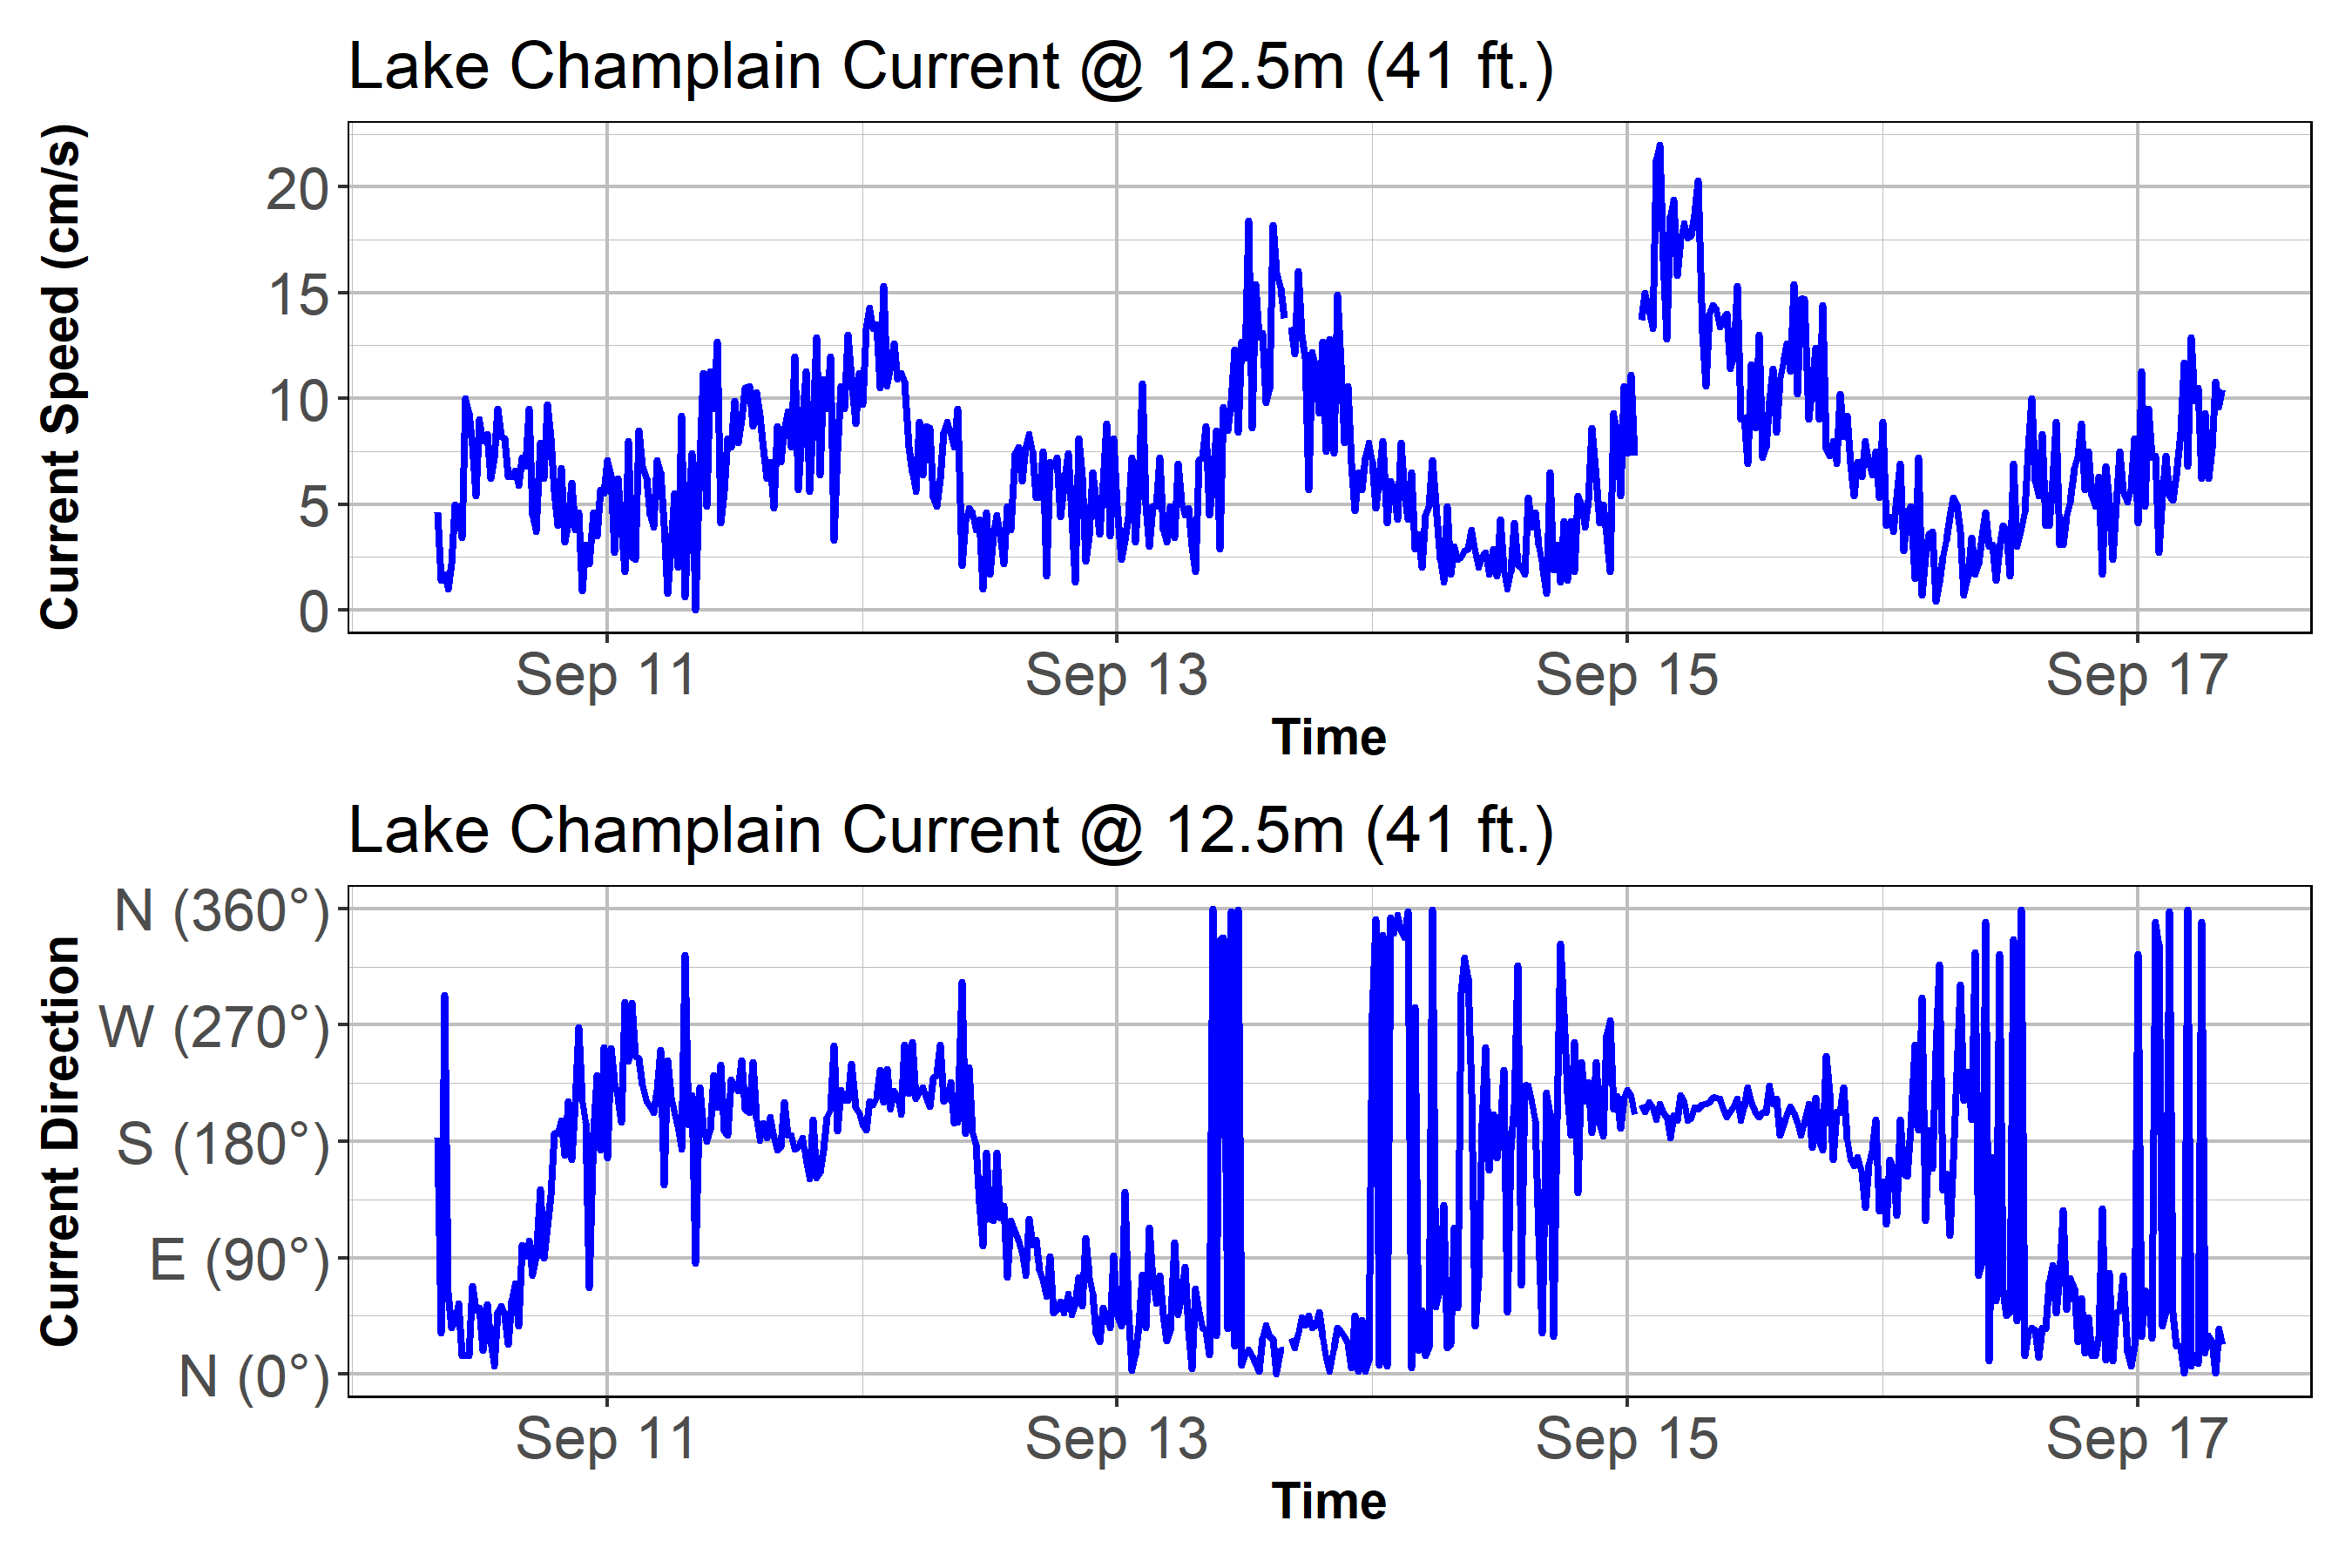 Lake Champlain Current @ 12.5m (41 ft.)
Current Speed (cm/s)
20
15
10
5
0
Sep 11 Sep 13 Sep 15 Sep 17
Time
Lake Champlain Current @ 12.5m (41 ft.)
Current Direction
N (360°)
W (270°)
S (180°)
E (90°)
N (0°)
Sep 11 Sep 13 Sep 15 Sep 17
Time